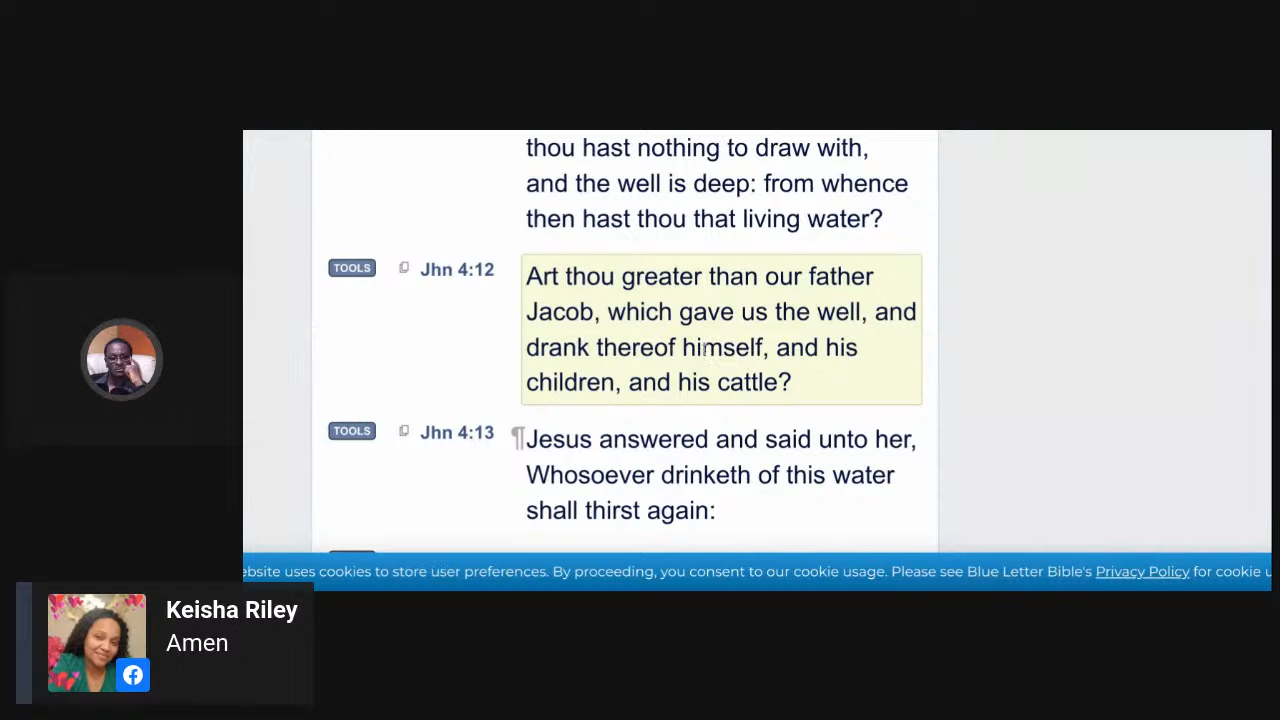 thou hast nothing to draw with,
and the well is deep: from whence
then hast thou that living water?
TOOLS Jhn 4:12 Art thou greater than our father
Jacob, which gave us the well, and
drank thereof himself, and his
children, and his cattle?
TOOLS Jhn 4:13 ¶Jesus answered and said unto her,
Whosoever drinketh of this water
shall thirst again:
ebsite uses cookies to store user preferences. By proceeding, you consent to our cookie usage. Please see Blue Letter Bible's Privacy Policy for cookie u
Keisha Riley
Amen